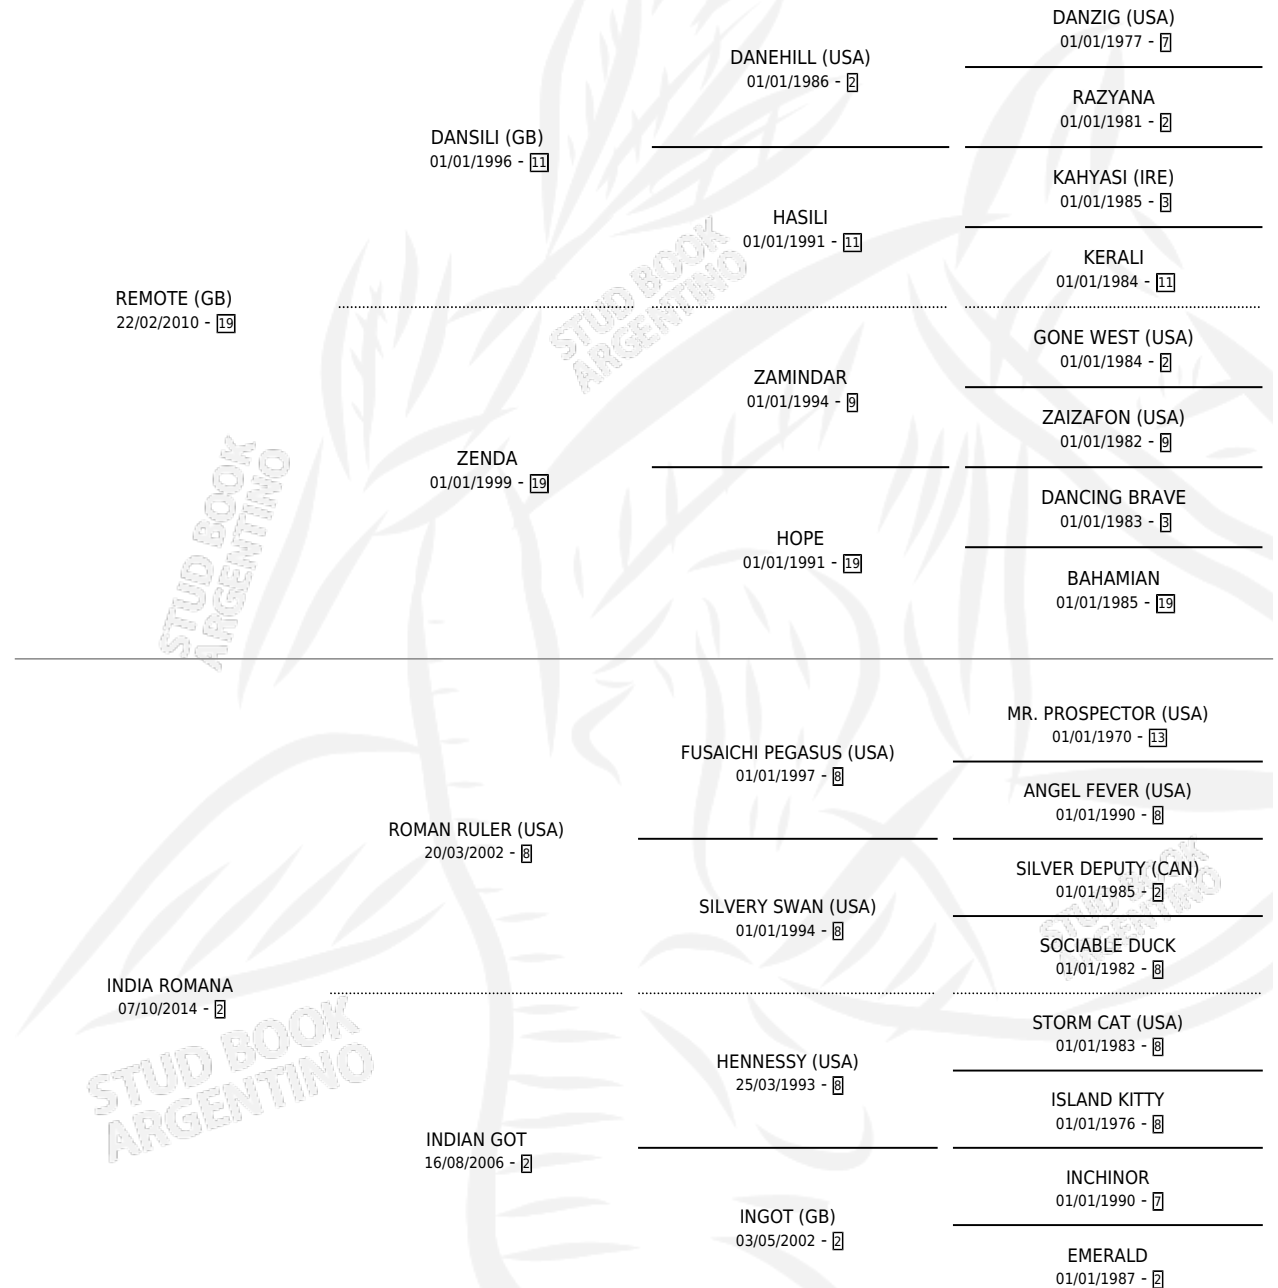 DANZIG (USA)
01/01/1977 - 7
DANEHILL (USA)
01/01/1986 - 2
RAZYANA
01/01/1981 - 2
DANSILI (GB)
01/01/1996 - 11
KAHYASI (IRE)
01/01/1985 - 3
HASILI
01/01/1991 - 11
KERALI
01/01/1984 - 11
REMOTE (GB)
22/02/2010 - 19
GONE WEST (USA)
01/01/1984 - 2
ZAMINDAR
01/01/1994 - 9
ZAIZAFON (USA)
01/01/1982 - 9
ZENDA
01/01/1999 - 19
DANCING BRAVE
01/01/1983 - 3
HOPE
01/01/1991 - 19
BAHAMIAN
01/01/1985 - 19
MR. PROSPECTOR (USA)
01/01/1970 - 13
FUSAICHI PEGASUS (USA)
01/01/1997 - 8
ANGEL FEVER (USA)
01/01/1990 - 8
ROMAN RULER (USA)
20/03/2002 - 8
SILVER DEPUTY (CAN)
01/01/1985 - 2
SILVERY SWAN (USA)
01/01/1994 - 8
SOCIABLE DUCK
01/01/1982 - 8
INDIA ROMANA
07/10/2014 - 2
STORM CAT (USA)
01/01/1983 - 8
HENNESSY (USA)
25/03/1993 - 8
ISLAND KITTY
01/01/1976 - 8
INDIAN GOT
16/08/2006 - 2
INCHINOR
01/01/1990 - 7
INGOT (GB)
03/05/2002 - 2
EMERALD
01/01/1987 - 2
STUD BOOK
ARGENTINO
STUD BOOK
ARGENTINO
STUD BOOK
ARGENTINO
STUD BOOK
ARGENTINO